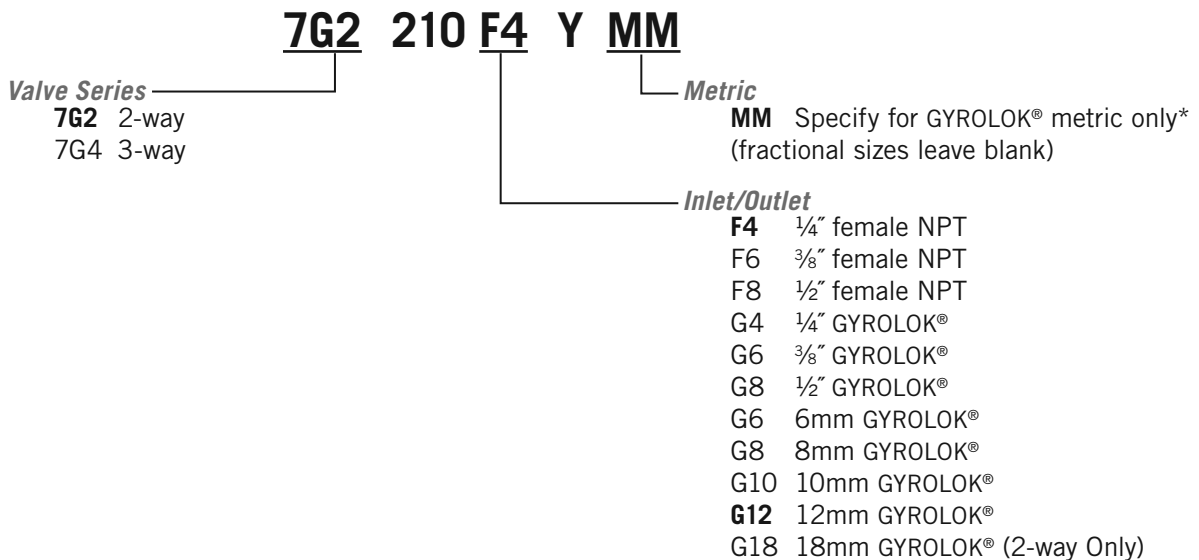 7G2 210 F4 Y MM
Valve Series
7G2 2-way
7G4 3-way
Metric
MM Specify for GYROLOK® metric only*
(fractional sizes leave blank)
Inlet/Outlet
F4 ¼˝ female NPT
F6 ⅜˝ female NPT
F8 ½˝ female NPT
G4 ¼˝ GYROLOK®
G6 ⅜˝ GYROLOK®
G8 ½˝ GYROLOK®
G6 6mm GYROLOK®
G8 8mm GYROLOK®
G10 10mm GYROLOK®
G12 12mm GYROLOK®
G18 18mm GYROLOK® (2-way Only)